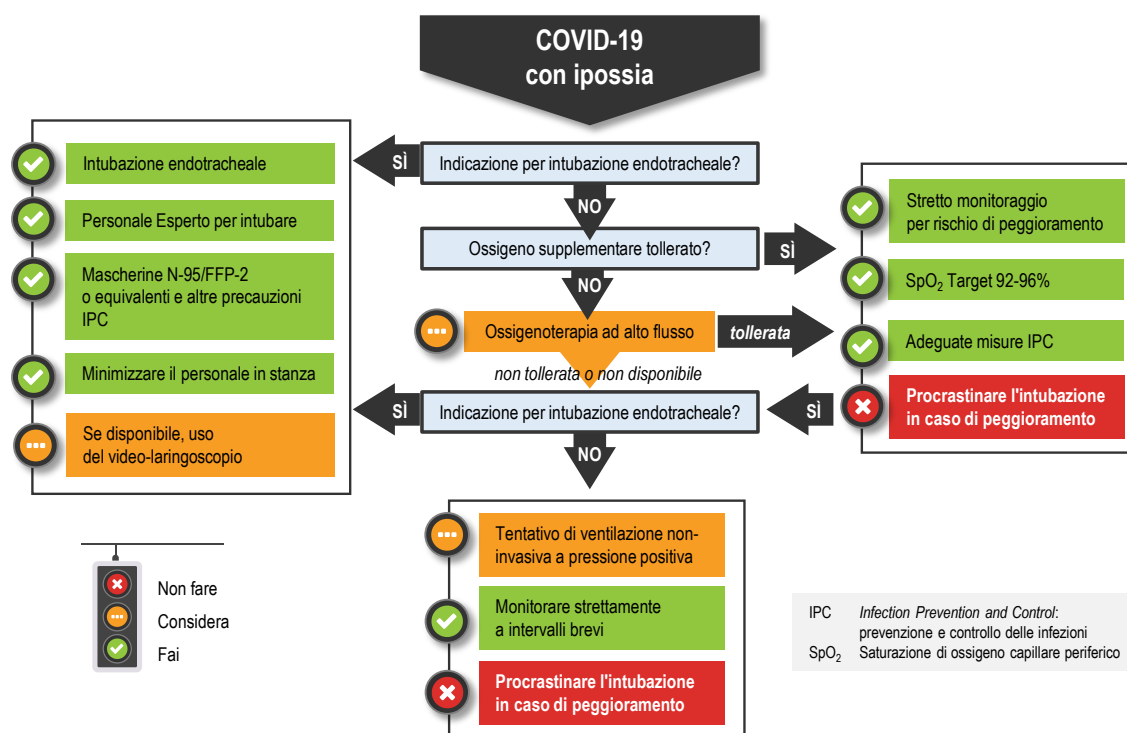 COVID-19
con ipossia
Indicazione per intubazione endotracheale?
SÌ
NO
Intubazione endotracheale
Personale Esperto per intubare
Mascherine N-95/FFP-2
o equivalenti e altre precauzioni
IPC
Minimizzare il personale in stanza
Se disponibile, uso
del video-laringoscopio
Ossigeno supplementare tollerato?
SÌ
NO
Stretto monitoraggio
per rischio di peggioramento
SpO₂ Target 92-96%
Adeguate misure IPC
Procrastinare l'intubazione
in caso di peggioramento
Ossigenoterapia ad alto flusso
tollerata
non tollerata o non disponibile
SÌ
Indicazione per intubazione endotracheale?
SÌ
NO
Tentativo di ventilazione non-
invasiva a pressione positiva
Monitorare strettamente
a intervalli brevi
Procrastinare l'intubazione
in caso di peggioramento
Non fare
Considera
Fai
IPC Infection Prevention and Control:
prevenzione e controllo delle infezioni
SpO₂ Saturazione di ossigeno capillare periferico